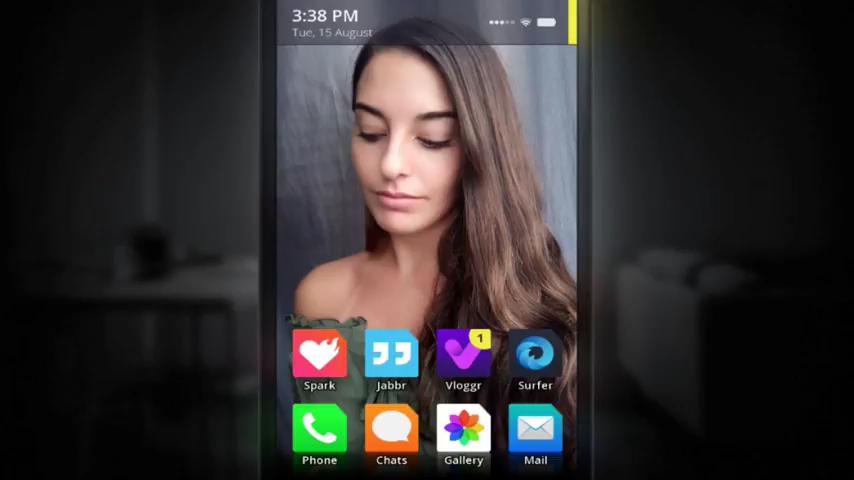 3:38 PM
Tue, 15 August
1
Spark
Jabbr
Vloggr
Surfer
Phone
Chats
Gallery
Mail